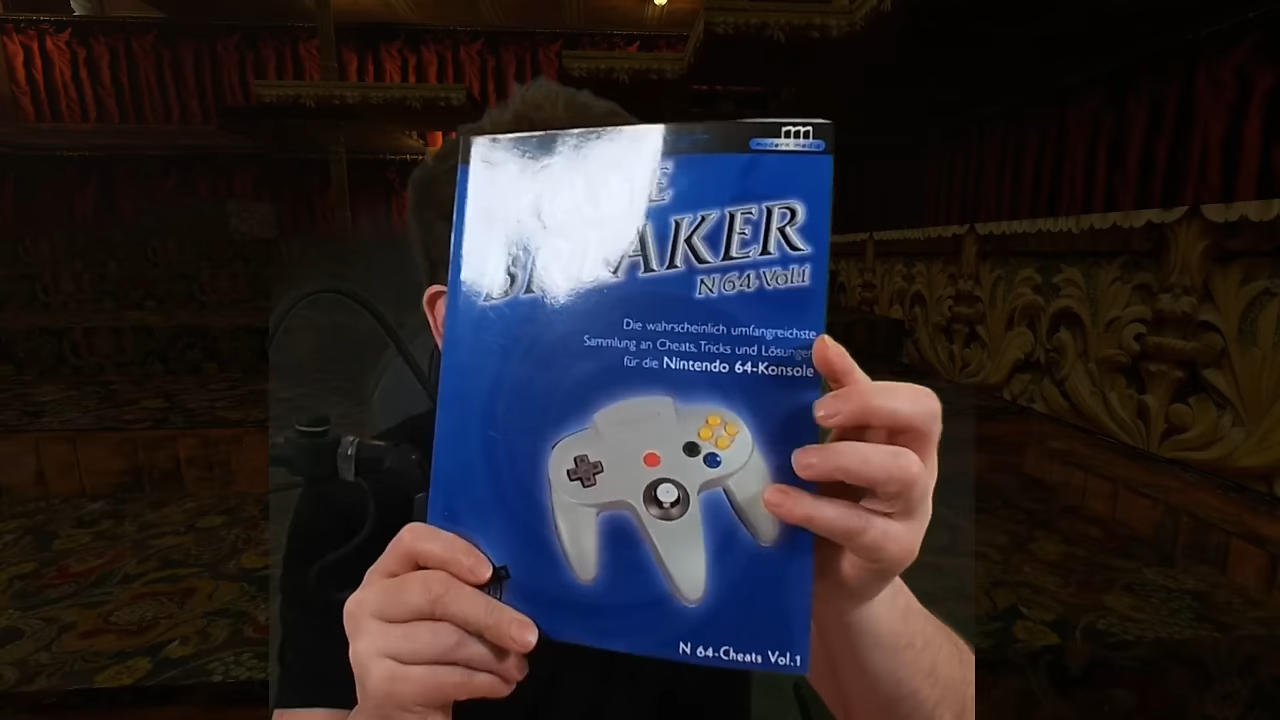 modern media
N 64 Vol.1
Die wahrscheinlich umfangreichste
Sammlung an Cheats, Tricks und Lösungen
für die Nintendo 64-Konsole
N 64-Cheats Vol.1